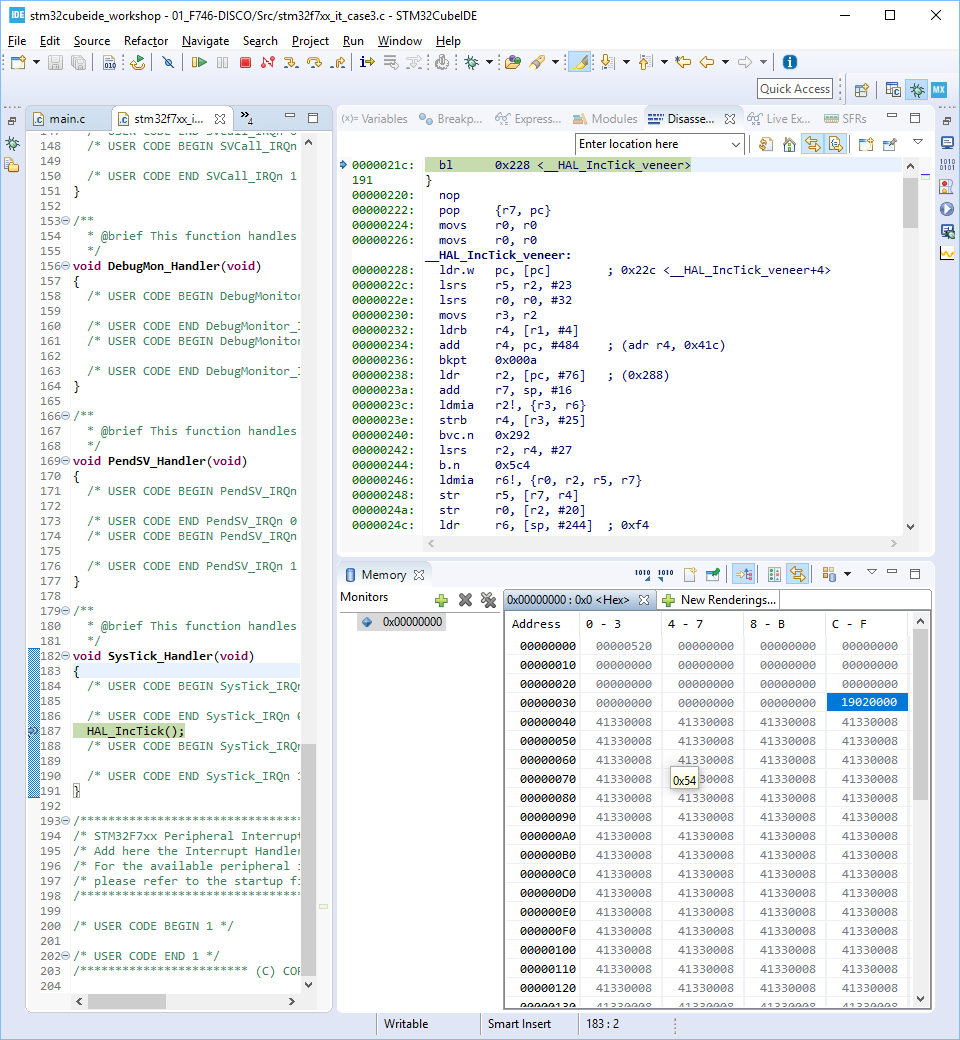 IDE stm32cubeide_workshop - 01_F746-DISCO/Src/stm32f7xx_it_case3.c - STM32CubeIDE
File Edit Source Refactor Navigate Search Project Run Window Help
Quick Access
MX
main.c stm32f7xx_i... »4
148 /* USER CODE BEGIN SVCall_IRQn
149
150 /* USER CODE END SVCall_IRQn 1
151 }
152
153 /**
154 * @brief This function handles
155 */
156 void DebugMon_Handler(void)
157 {
158 /* USER CODE BEGIN DebugMonitor
159
160 /* USER CODE END DebugMonitor_I
161 /* USER CODE BEGIN DebugMonitor
162
163 /* USER CODE END DebugMonitor_I
164 }
165
166 /**
167 * @brief This function handles
168 */
169 void PendSV_Handler(void)
170 {
171 /* USER CODE BEGIN PendSV_IRQn
172
173 /* USER CODE END PendSV_IRQn 0
174 /* USER CODE BEGIN PendSV_IRQn
175
176 /* USER CODE END PendSV_IRQn 1
177 }
178
179 /**
180 * @brief This function handles
181 */
182 void SysTick_Handler(void)
183 {
184 /* USER CODE BEGIN SysTick_IRQn
185
186 /* USER CODE END SysTick_IRQn 0
187 HAL_IncTick();
188 /* USER CODE BEGIN SysTick_IRQn
189
190 /* USER CODE END SysTick_IRQn 1
191 }
192
193 /*******************************
194 /* STM32F7xx Peripheral Interrupt
195 /* Add here the Interrupt Handler
196 /* For the available peripheral i
197 /* please refer to the startup fi
198 /*******************************
199
200 /* USER CODE BEGIN 1 */
201
202 /* USER CODE END 1 */
203 /************************ (C) COP
204
(x)= Variables Breakp... Express... Modules Disasse... Live Ex... SFRs
Enter location here
0000021c: bl 0x228 <__HAL_IncTick_veneer>
191 }
00000220: nop
00000222: pop {r7, pc}
00000224: movs r0, r0
00000226: movs r0, r0
__HAL_IncTick_veneer:
00000228: ldr.w pc, [pc] ; 0x22c <__HAL_IncTick_veneer+4>
0000022c: lsrs r5, r2, #23
0000022e: lsrs r0, r0, #32
00000230: movs r3, r2
00000232: ldrb r4, [r1, #4]
00000234: add r4, pc, #484 ; (adr r4, 0x41c)
00000236: bkpt 0x000a
00000238: ldr r2, [pc, #76] ; (0x288)
0000023a: add r7, sp, #16
0000023c: ldmia r2!, {r3, r6}
0000023e: strb r4, [r3, #25]
00000240: bvc.n 0x292
00000242: lsrs r2, r4, #27
00000244: b.n 0x5c4
00000246: ldmia r6!, {r0, r2, r5, r7}
00000248: str r5, [r7, r4]
0000024a: str r0, [r2, #20]
0000024c: ldr r6, [sp, #244] ; 0xf4
Memory
Monitors
0x00000000
0x00000000 : 0x0 <Hex> New Renderings...
Address 0 - 3 4 - 7 8 - B C - F
00000000 00000520 00000000 00000000 00000000
00000010 00000000 00000000 00000000 00000000
00000020 00000000 00000000 00000000 00000000
00000030 00000000 00000000 00000000 19020000
00000040 41330008 41330008 41330008 41330008
00000050 41330008 41330008 41330008 41330008
00000060 41330008 41330008 41330008 41330008
00000070 41330008 41330008 41330008 41330008
0x54
00000080 41330008 41330008 41330008 41330008
00000090 41330008 41330008 41330008 41330008
000000A0 41330008 41330008 41330008 41330008
000000B0 41330008 41330008 41330008 41330008
000000C0 41330008 41330008 41330008 41330008
000000D0 41330008 41330008 41330008 41330008
000000E0 41330008 41330008 41330008 41330008
000000F0 41330008 41330008 41330008 41330008
00000100 41330008 41330008 41330008 41330008
00000110 41330008 41330008 41330008 41330008
00000120 41330008 41330008 41330008 41330008
00000130 41330008 41330008 41330008 41330008
Writable Smart Insert 183 : 2